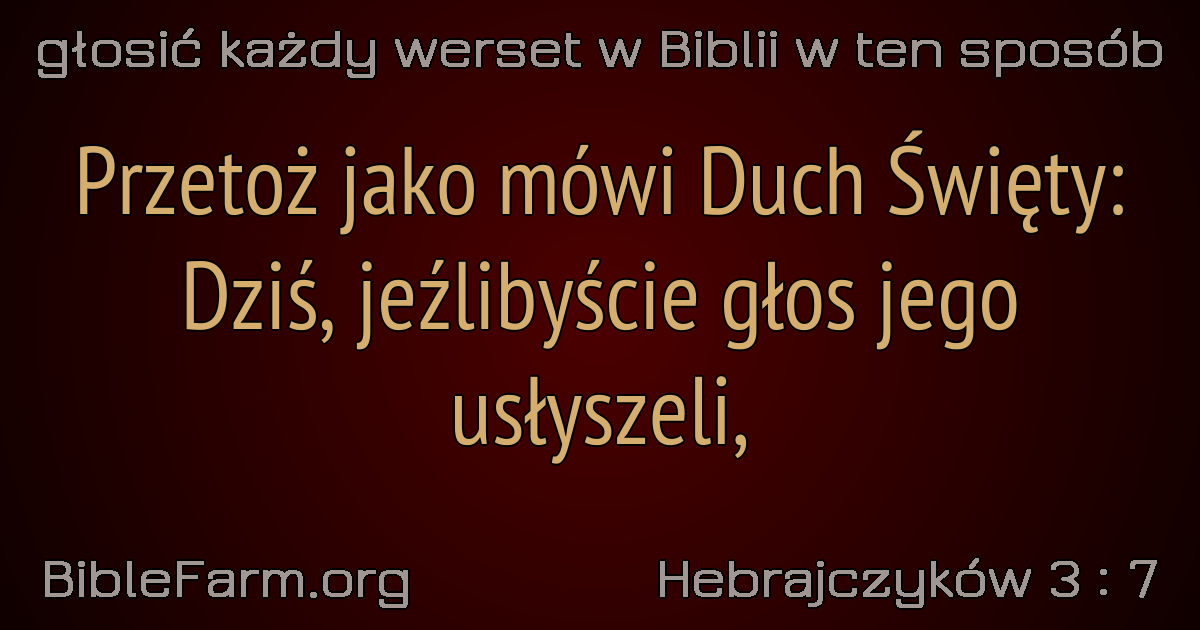 głosić każdy werset w Biblii w ten sposób
Przetoż jako mówi Duch Święty:
Dziś, jeźlibyście głos jego
usłyszeli,
BibleFarm.org
Hebrajczyków 3 : 7